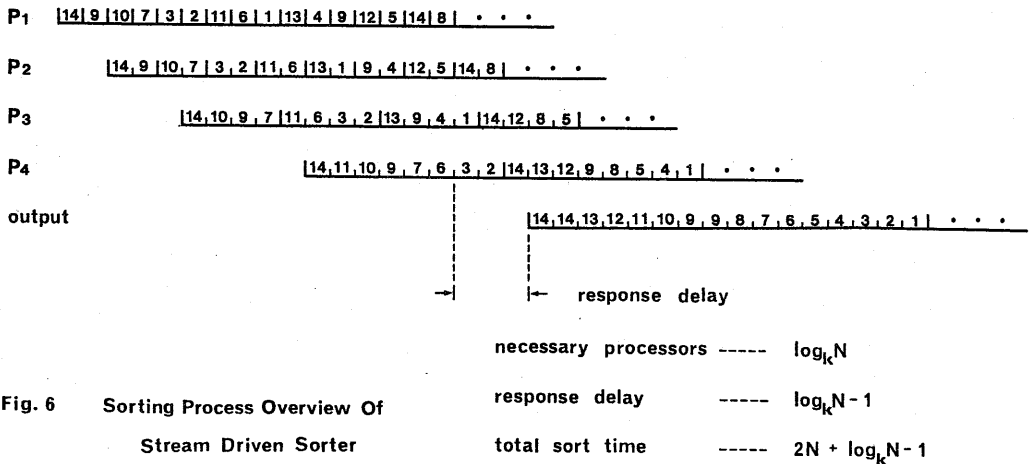 P1 |14|9|10|7|3|2|11|6|1|13|4|9|12|5|14|8| • • •
P2 |14,9|10,7|3,2|11,6|13,1|9,4|12,5|14,8| • • •
P3 |14,10,9,7|11,6,3,2|13,9,4,1|14,12,8,5| • • •
P4 |14,11,10,9,7,6,3,2|14,13,12,9,8,5,4,1| • • •
output |14,14,13,12,11,10,9,9,8,7,6,5,4,3,2,1| • • •
response delay
necessary processors ----- logkN
response delay ----- logkN-1
total sort time ----- 2N + logkN-1
Fig. 6 Sorting Process Overview Of
Stream Driven Sorter